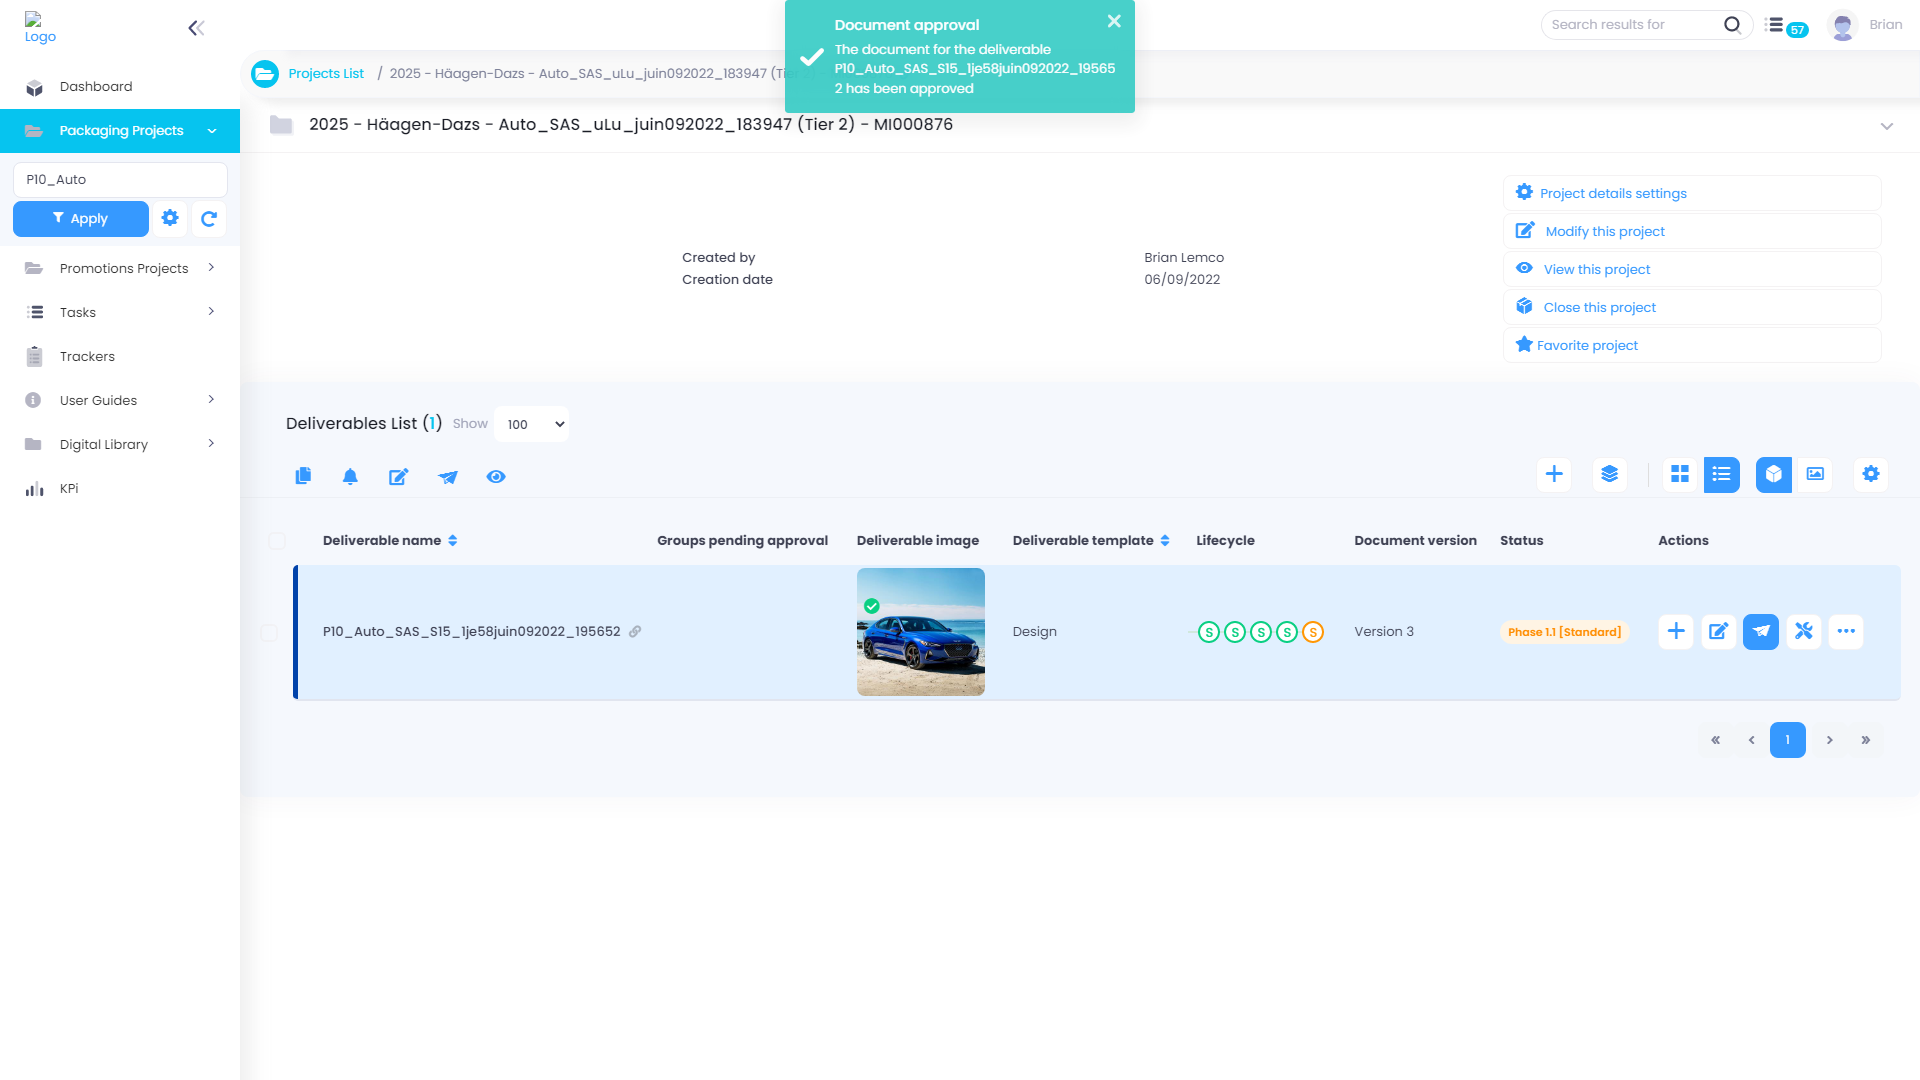 Logo
Document approval
The document for the deliverable
P10_Auto_SAS_S15_1je58juin092022_19565
2 has been approved
Search results for
57
Brian
Projects List / 2025 - Häagen-Dazs - Auto_SAS_uLu_juin092022_183947 (Tier 2)
2025 - Häagen-Dazs - Auto_SAS_uLu_juin092022_183947 (Tier 2) - MI000876
Dashboard
Packaging Projects
P10_Auto
Apply
Promotions Projects
Tasks
Trackers
User Guides
Digital Library
KPi
Created by Brian Lemco
Creation date 06/09/2022
Project details settings
Modify this project
View this project
Close this project
Favorite project
Deliverables List (1) Show 100
Deliverable name Groups pending approval Deliverable image Deliverable template Lifecycle Document version Status Actions
P10_Auto_SAS_S15_1je58juin092022_195652 Design S S S S S Version 3 Phase 1.1 [Standard]
« ‹ 1 › »